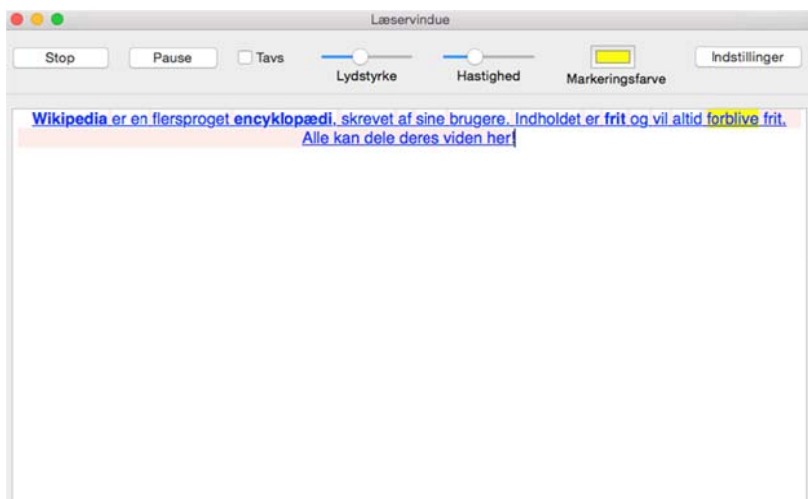 Læservindue
Stop Pause Tavs Lydstyrke Hastighed Markeringsfarve Indstillinger
Wikipedia er en flersproget encyklopædi, skrevet af sine brugere. Indholdet er frit og vil altid forblive frit.
Alle kan dele deres viden her!